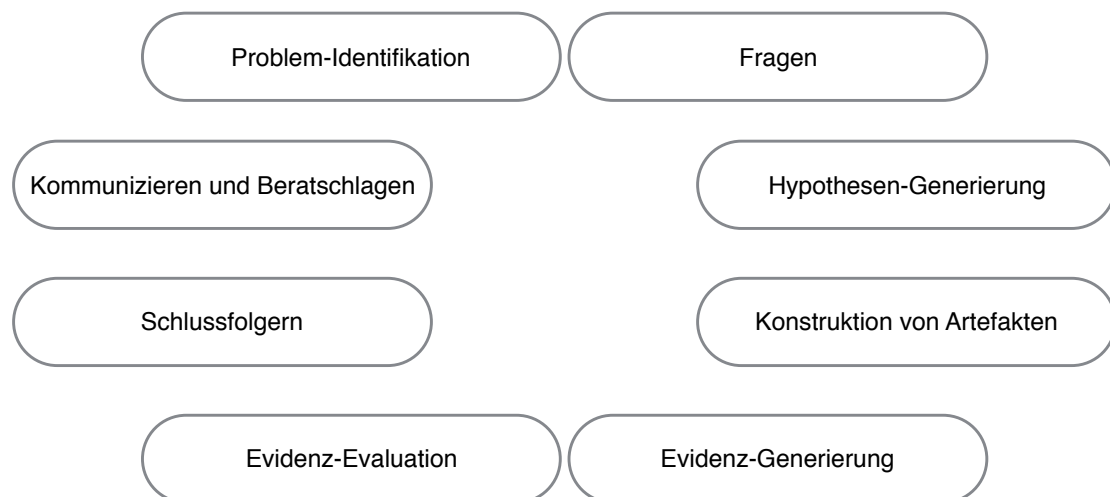 Problem-Identifikation
Fragen
Kommunizieren und Beratschlagen
Hypothesen-Generierung
Schlussfolgern
Konstruktion von Artefakten
Evidenz-Evaluation
Evidenz-Generierung